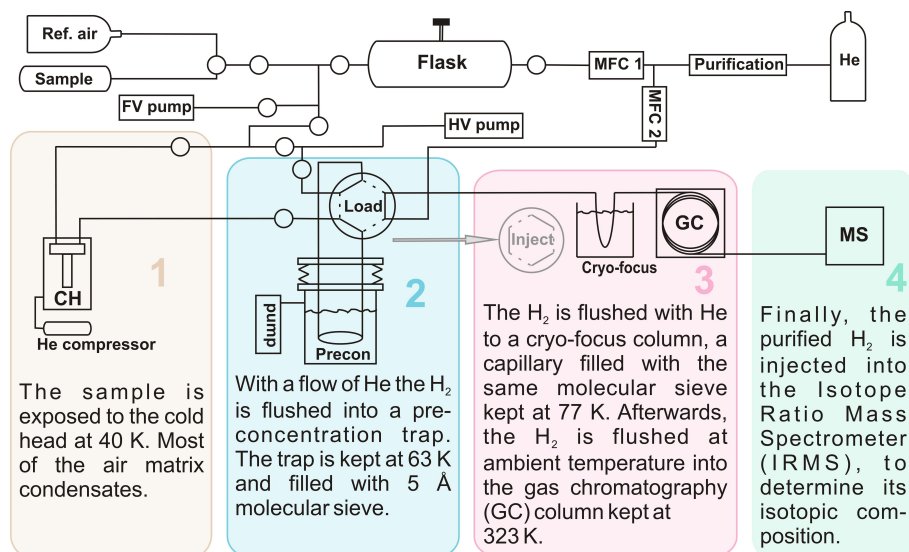 Ref. air
Sample
Flask
MFC 1
Purification
He
MFC 2
FV pump
HV pump
Load
Inject
GC
MS
Cryo-focus
CH
He compressor
pump
Precon
1
2
3
4
The sample is
exposed to the cold
head at 40 K. Most
of the air matrix
condensates.
With a flow of He the H₂
is flushed into a pre-
concentration trap.
The trap is kept at 63 K
and filled with 5 Å
molecular sieve.
The H₂ is flushed with He
to a cryo-focus column, a
capillary filled with the
same molecular sieve
kept at 77 K. Afterwards,
the H₂ is flushed at
ambient temperature into
the gas chromatography
(GC) column kept at
323 K.
Finally, the
purified H₂ is
injected into
the Isotope
Ratio Mass
Spectrometer
(IRMS), to
determine its
isotopic com-
position.